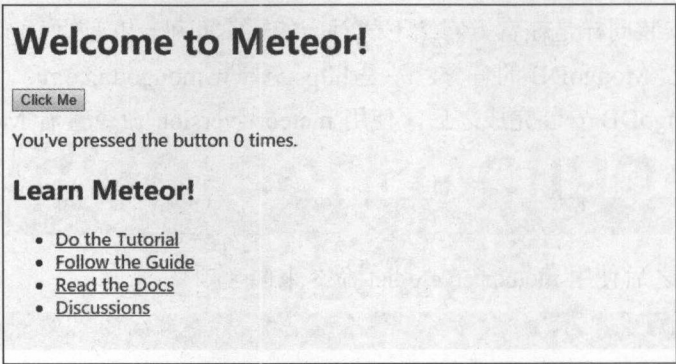 Welcome to Meteor!
Click Me
You've pressed the button 0 times.
Learn Meteor!
Do the Tutorial
Follow the Guide
Read the Docs
Discussions